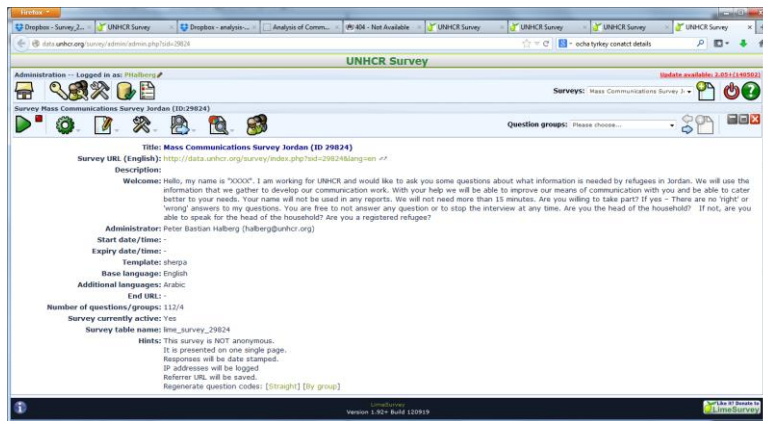 Firefox
Dropbox - Survey_2...
UNHCR Survey
Dropbox - analysis-...
Analysis of Comm...
404 - Not Available
UNHCR Survey
UNHCR Survey
UNHCR Survey
UNHCR Survey
data.unhcr.org/survey/admin/admin.php?sid=29824
ocha tyrkey conatct details
UNHCR Survey
Administration -- Logged in as: PHalberg
Update available: 2.05+(140502)
Surveys: Mass Communications Survey J
Survey Mass Communications Survey Jordan (ID:29824)
Question groups: Please choose...
Title: Mass Communications Survey Jordan (ID 29824)
Survey URL (English): http://data.unhcr.org/survey/index.php?sid=29824&lang=en
Description:
Welcome: Hello, my name is "XXXX". I am working for UNHCR and would like to ask you some questions about what information is needed by refugees in Jordan. We will use the
information that we gather to develop our communication work. With your help we will be able to improve our means of communication with you and be able to cater
better to your needs. Your name will not be used in any reports. We will not need more than 15 minutes. Are you willing to take part? If yes – There are no 'right' or
'wrong' answers to my questions. You are free to not answer any question or to stop the interview at any time. Are you the head of the household? If not, are you
able to speak for the head of the household? Are you a registered refugee?
Administrator: Peter Bastian Halberg (halberg@unhcr.org)
Start date/time: -
Expiry date/time: -
Template: sherpa
Base language: English
Additional languages: Arabic
End URL: -
Number of questions/groups: 112/4
Survey currently active: Yes
Survey table name: lime_survey_29824
Hints: This survey is NOT anonymous.
It is presented on one single page.
Responses will be date stamped.
IP addresses will be logged
Referrer URL will be saved.
Regenerate question codes: [Straight] [By group]
LimeSurvey
Version 1.92+ Build 120919
Like it? Donate to
LimeSurvey